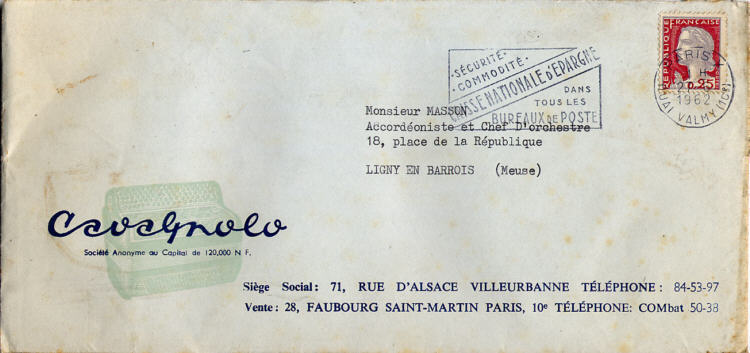 SÉCURITÉ·
COMMODITÉ·
CAISSE NATIONALE d'EPARGNE
DANS
TOUS LES
BUREAUX DE POSTE
REPUBLIQUE FRANÇAISE
0,25
PARIS X
H
1962
QUAI VALMY (10e)
Monsieur MASSON
Accordéoniste et Chef D'orchestre
18, place de la République
LIGNY EN BARROIS (Meuse)
Cavagnolo
Société Anonyme au Capital de 120,000 N F.
Siège Social: 71, RUE D'ALSACE VILLEURBANNE TÉLÉPHONE: 84-53-97
Vente: 28, FAUBOURG SAINT-MARTIN PARIS, 10e TÉLÉPHONE: COMbat 50-38